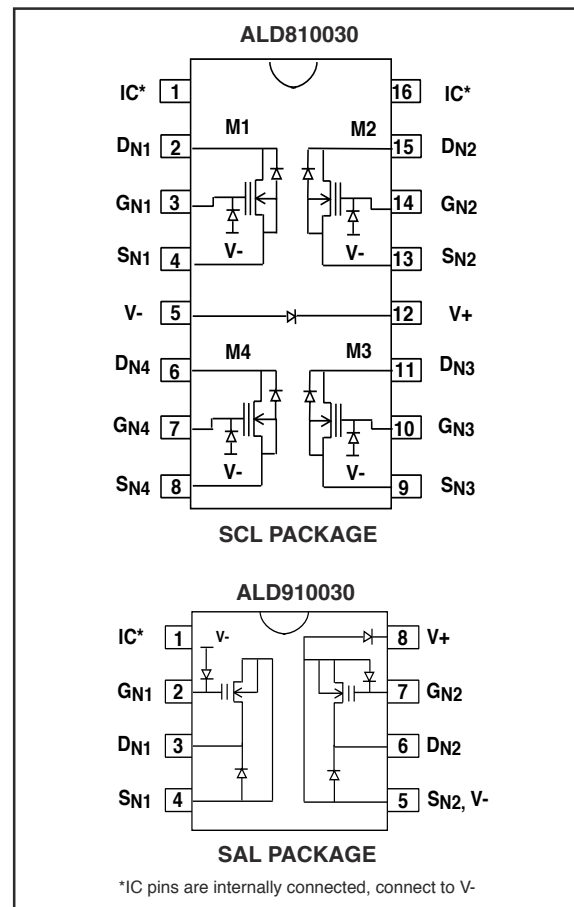 ALD810030
IC* 1 16 IC*
M1 M2
DN1 2 15 DN2
GN1 3 14 GN2
V- V-
SN1 4 13 SN2
V- 5 12 V+
M4 M3
DN4 6 11 DN3
GN4 7 10 GN3
V- V-
SN4 8 9 SN3
SCL PACKAGE
ALD910030
IC* 1 V- 8 V+
GN1 2 7 GN2
DN1 3 6 DN2
SN1 4 5 SN2, V-
SAL PACKAGE
*IC pins are internally connected, connect to V-